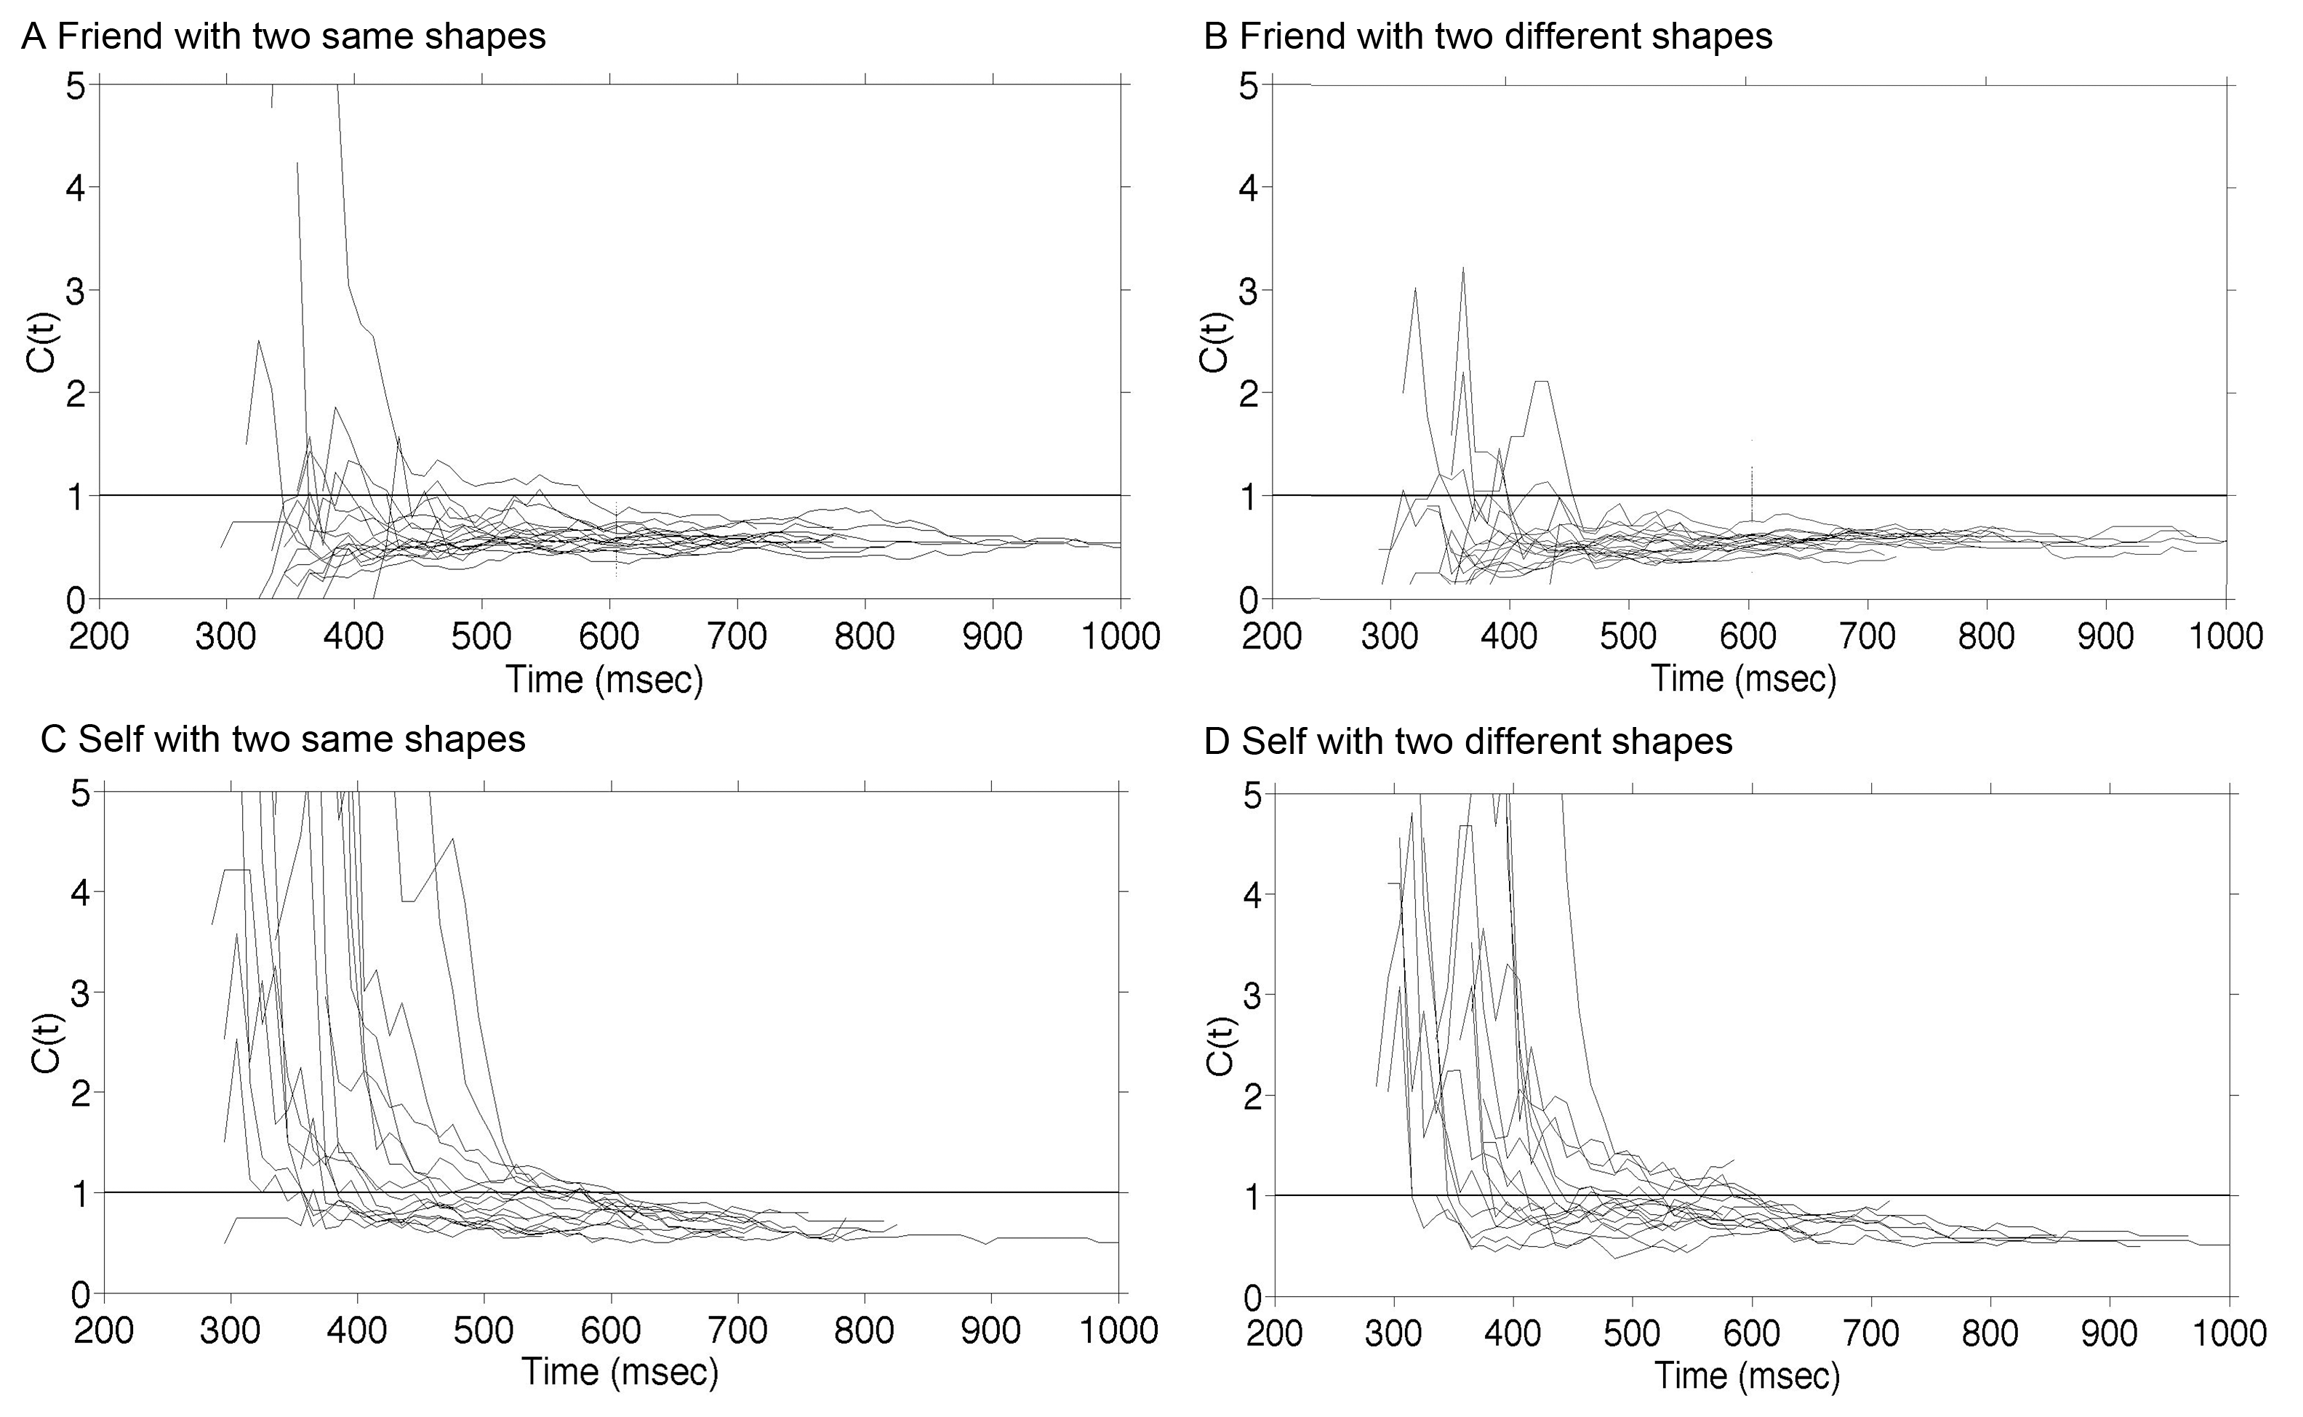 A Friend with two same shapes
5
4
3
2
1
0
C(t)
200 300 400 500 600 700 800 900 1000
Time (msec)
B Friend with two different shapes
5
4
3
2
1
0
C(t)
200 300 400 500 600 700 800 900 1000
Time (msec)
C Self with two same shapes
5
4
3
2
1
0
C(t)
200 300 400 500 600 700 800 900 1000
Time (msec)
D Self with two different shapes
5
4
3
2
1
0
C(t)
200 300 400 500 600 700 800 900 1000
Time (msec)